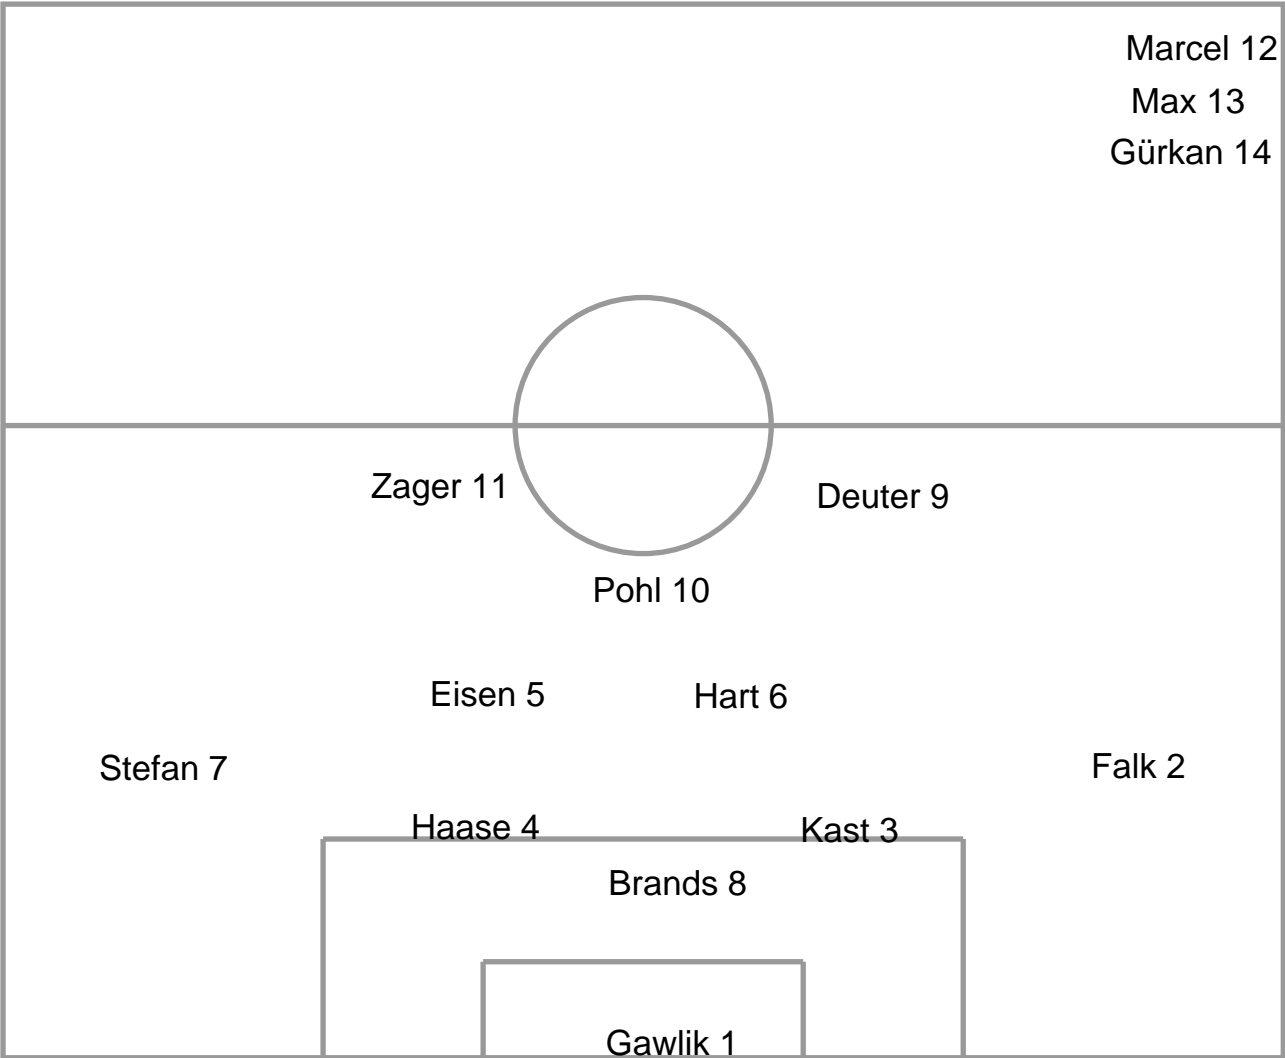 Marcel 12
Max 13
Gürkan 14
Zager 11
Deuter 9
Pohl 10
Eisen 5
Hart 6
Stefan 7
Falk 2
Haase 4
Kast 3
Brands 8
Gawlik 1